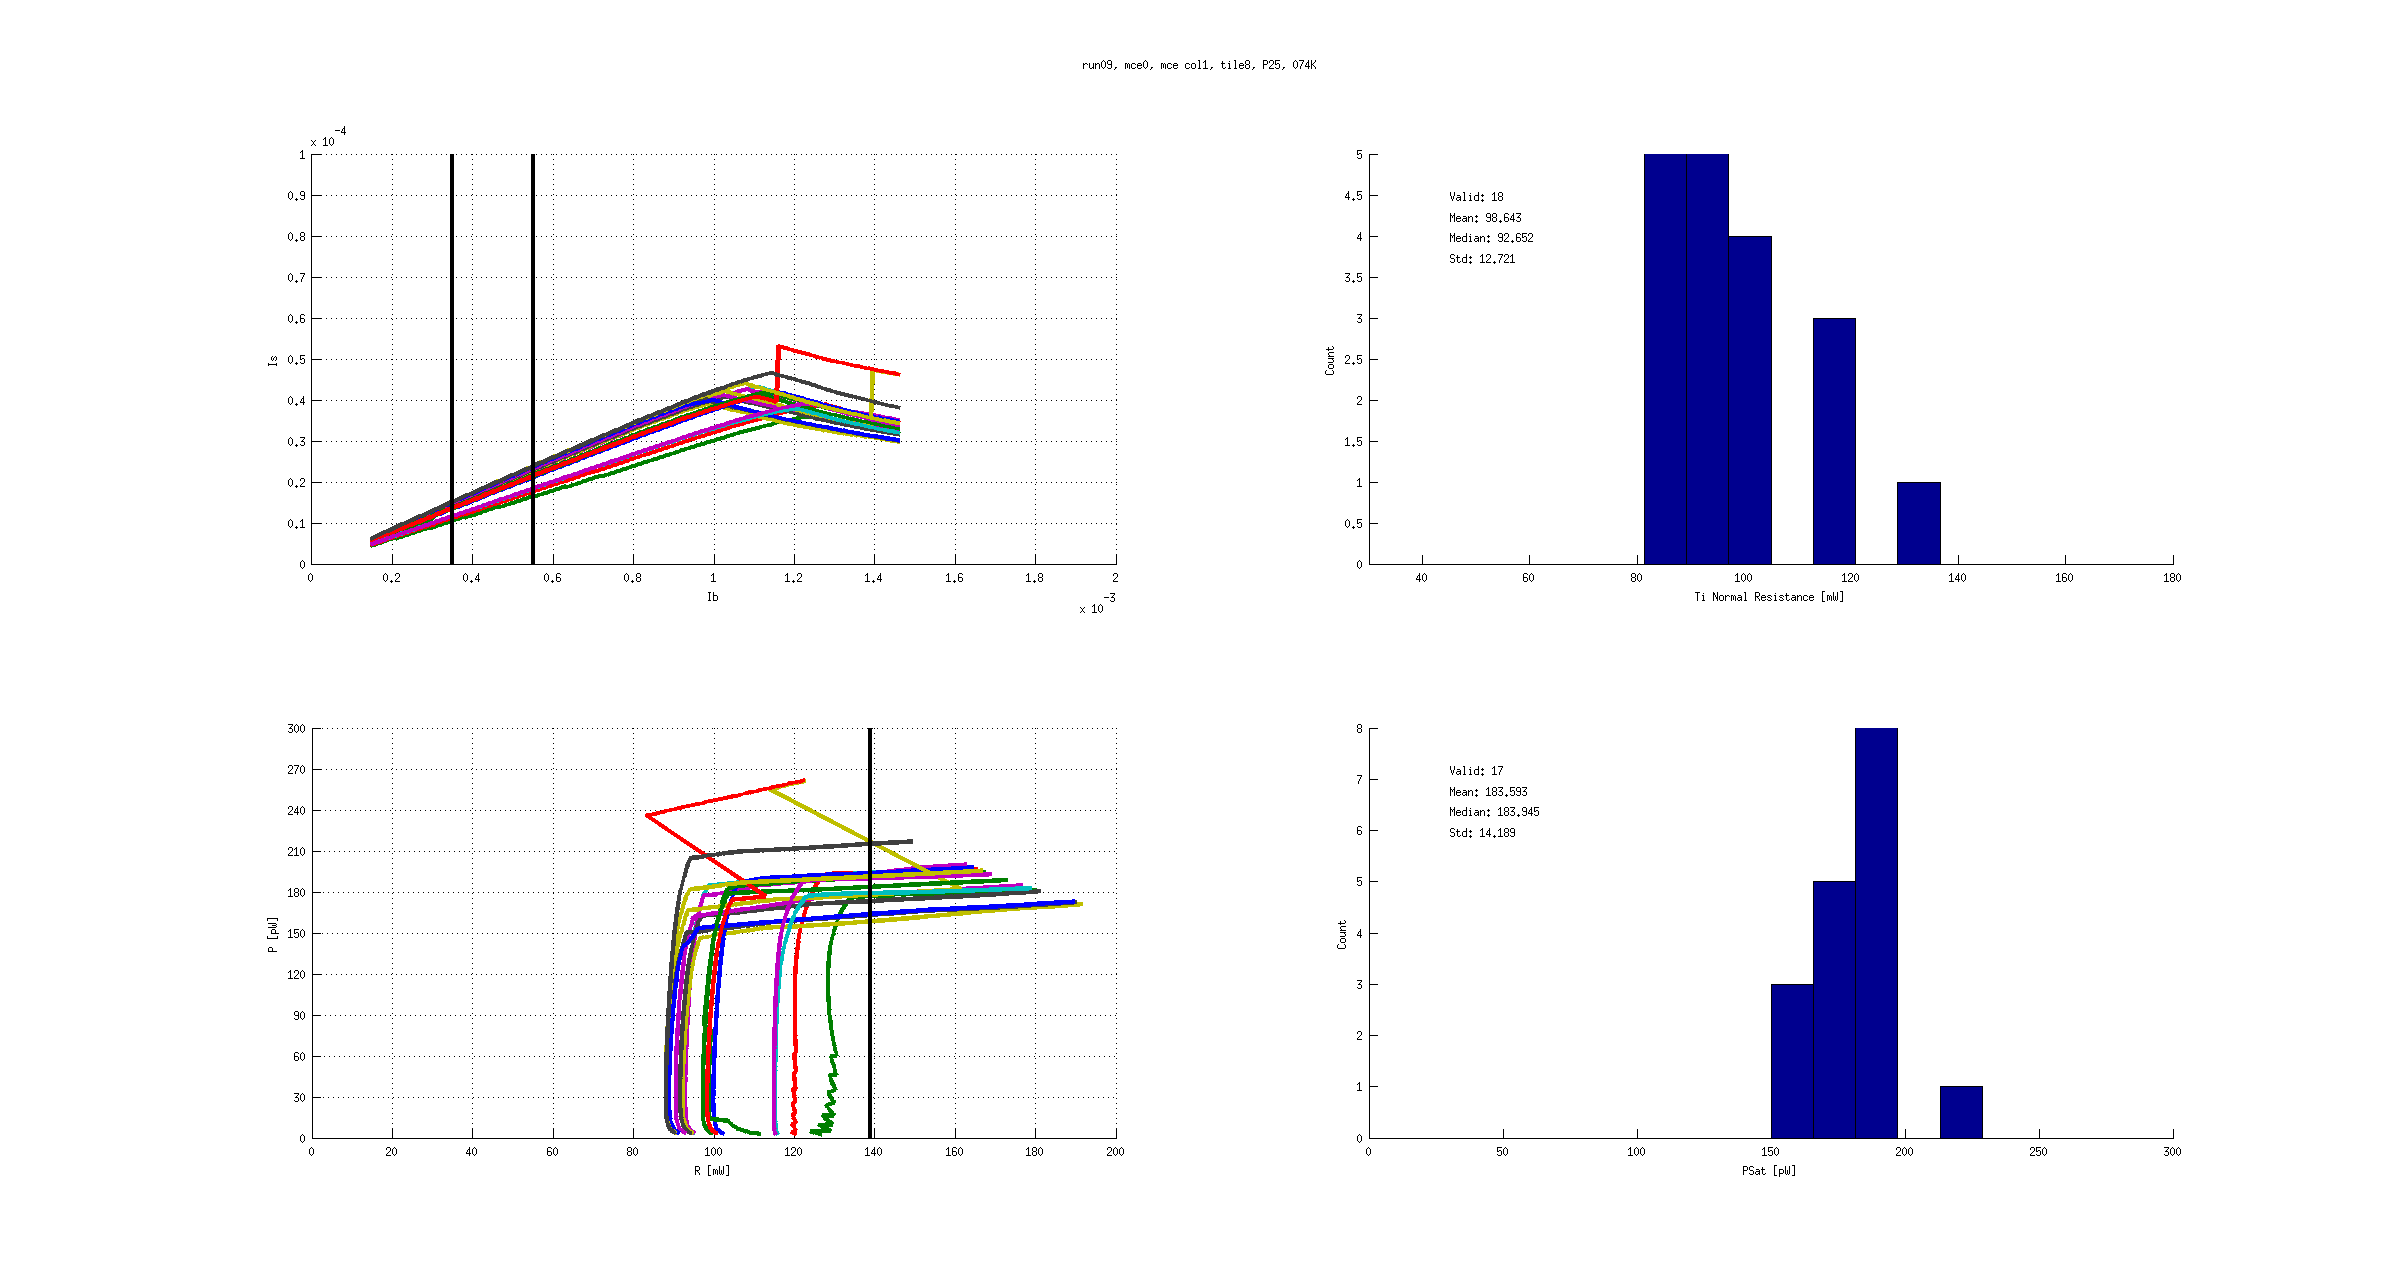 run09, mce0, mce col1, tile8, P25, 074K
x 10^-4
1
0.9
0.8
0.7
0.6
0.5
0.4
0.3
0.2
0.1
0
Is
0 0.2 0.4 0.6 0.8 1 1.2 1.4 1.6 1.8 2
Ib
x 10^-3
5
4.5
4
3.5
3
2.5
2
1.5
1
0.5
0
Count
Valid: 18
Mean: 98.643
Median: 92.652
Std: 12.721
40 60 80 100 120 140 160 180
Ti Normal Resistance [mW]
300
270
240
210
180
150
120
90
60
30
0
P [pW]
0 20 40 60 80 100 120 140 160 180 200
R [mW]
8
7
6
5
4
3
2
1
0
Count
Valid: 17
Mean: 183.593
Median: 183.945
Std: 14.189
0 50 100 150 200 250 300
PSat [pW]